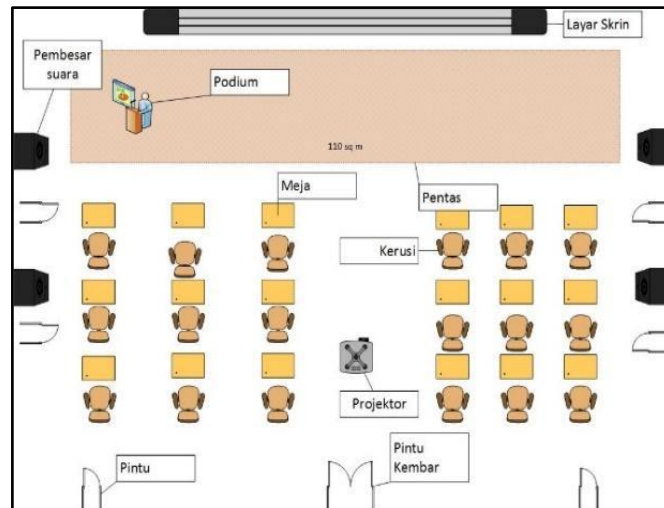 Layar Skrin
Pembesar
suara
Podium
110 sq m
Meja
Pentas
Kerusi
Projektor
Pintu
Pintu
Kembar